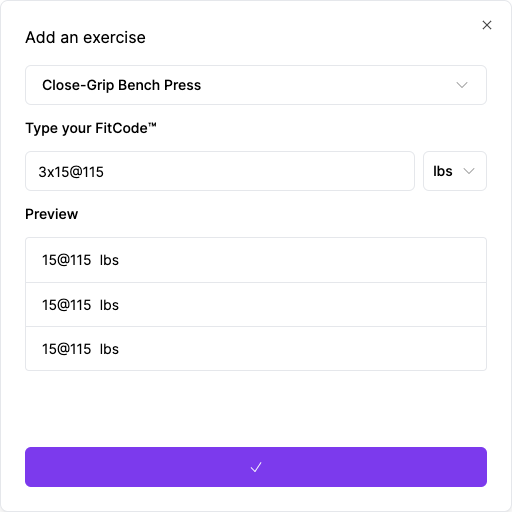 Add an exercise
Close-Grip Bench Press
Type your FitCode™
3x15@115 lbs
Preview
15@115 lbs
15@115 lbs
15@115 lbs